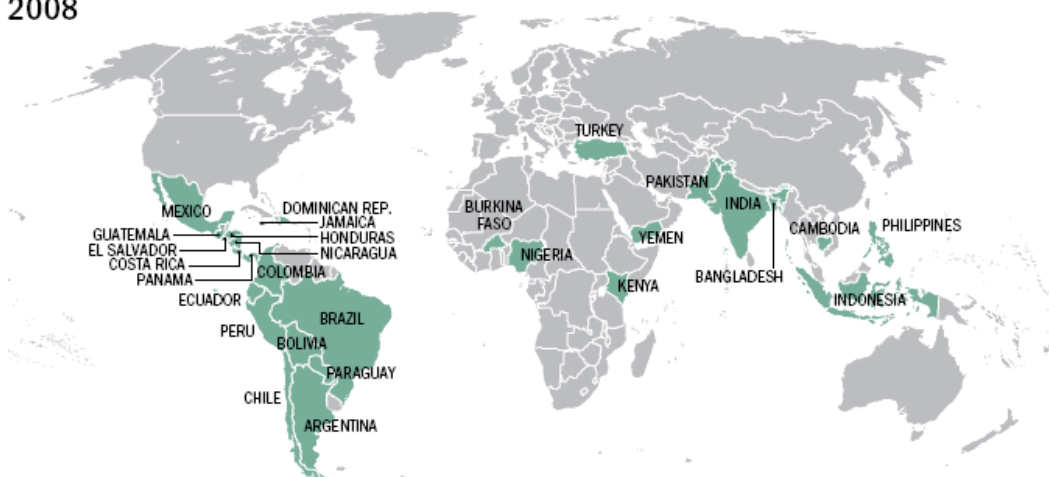 2008
TURKEY
PAKISTAN
MEXICO
DOMINICAN REP.
JAMAICA
GUATEMALA
HONDURAS
EL SALVADOR
NICARAGUA
COSTA RICA
PANAMA
COLOMBIA
ECUADOR
BRAZIL
PERU
BOLIVIA
PARAGUAY
CHILE
ARGENTINA
BURKINA
FASO
NIGERIA
YEMEN
KENYA
INDIA
BANGLADESH
CAMBODIA
PHILIPPINES
INDONESIA